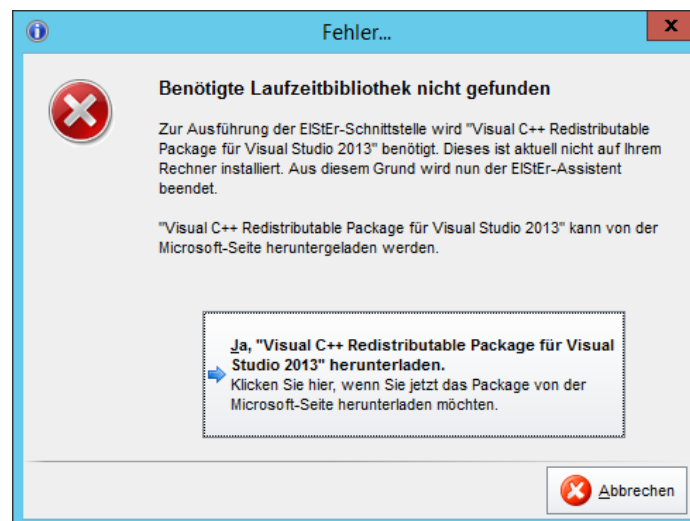 Fehler...
Benötigte Laufzeitbibliothek nicht gefunden
Zur Ausführung der ElStEr-Schnittstelle wird "Visual C++ Redistributable
Package für Visual Studio 2013" benötigt. Dieses ist aktuell nicht auf Ihrem
Rechner installiert. Aus diesem Grund wird nun der ElStEr-Assistent
beendet.
"Visual C++ Redistributable Package für Visual Studio 2013" kann von der
Microsoft-Seite heruntergeladen werden.
Ja, "Visual C++ Redistributable Package für Visual
Studio 2013" herunterladen.
Klicken Sie hier, wenn Sie jetzt das Package von der
Microsoft-Seite herunterladen möchten.
Abbrechen